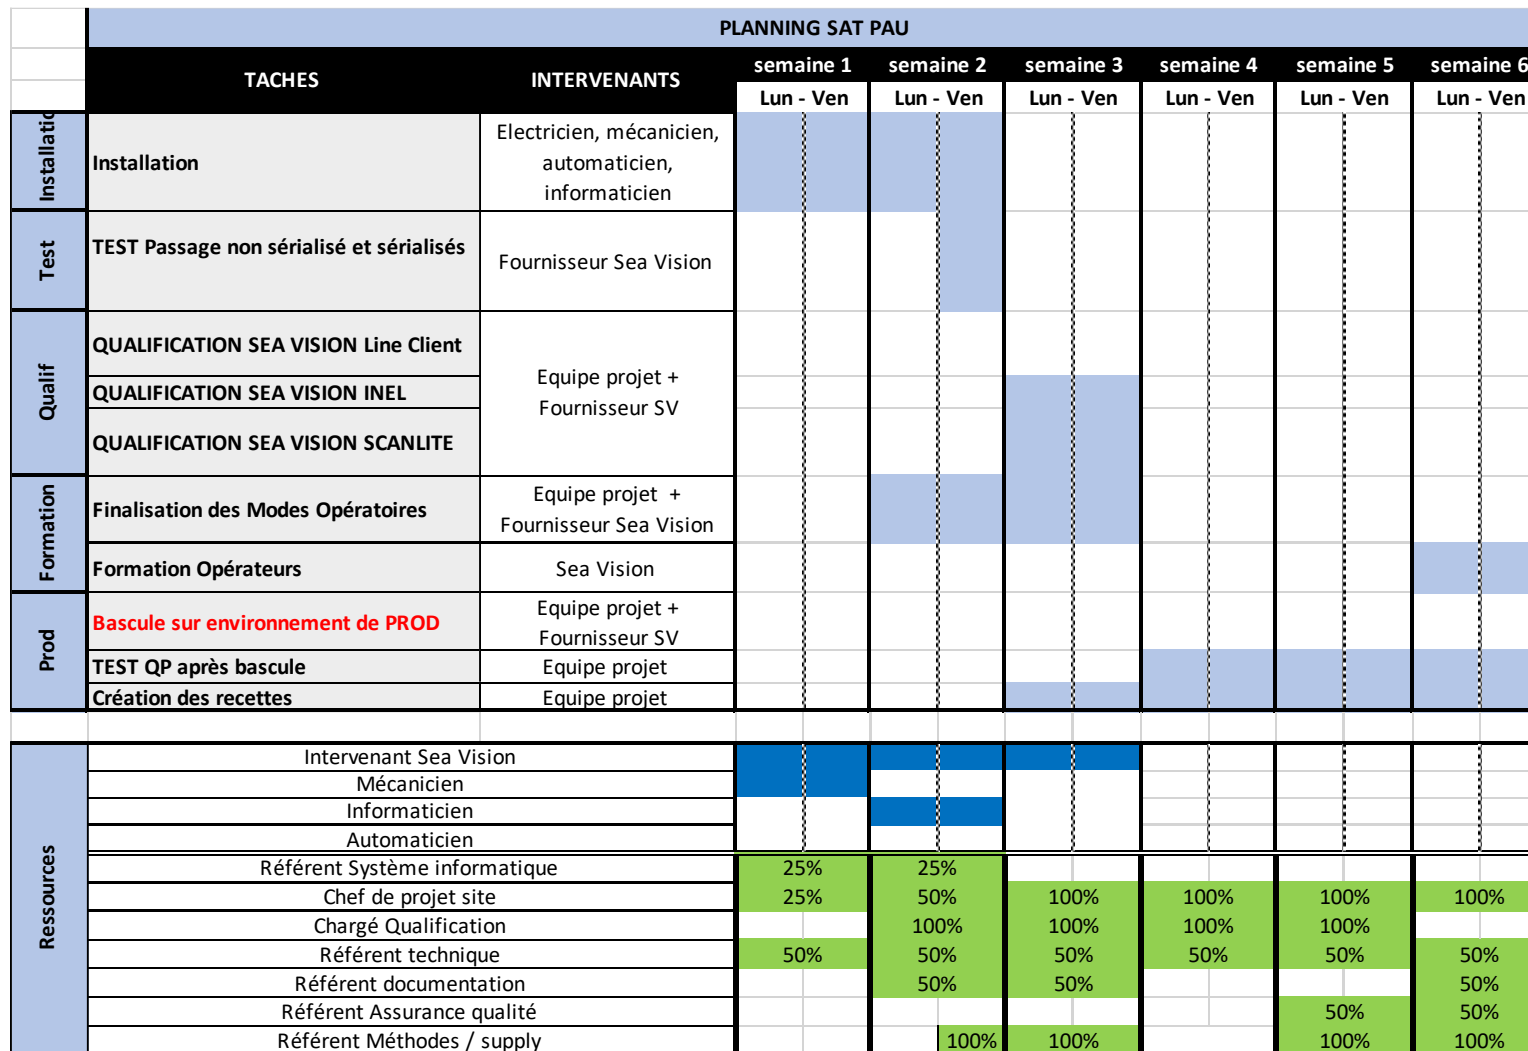 PLANNING SAT PAU
TACHES INTERVENANTS semaine 1 semaine 2 semaine 3 semaine 4 semaine 5 semaine 6
Lun - Ven Lun - Ven Lun - Ven Lun - Ven Lun - Ven Lun - Ven
Installatio
Installation
Electricien, mécanicien,
automaticien,
informaticien
Test
TEST Passage non sérialisé et sérialisés
Fournisseur Sea Vision
Qualif
QUALIFICATION SEA VISION Line Client
QUALIFICATION SEA VISION INEL
QUALIFICATION SEA VISION SCANLITE
Equipe projet +
Fournisseur SV
Formation
Finalisation des Modes Opératoires
Equipe projet +
Fournisseur Sea Vision
Formation Opérateurs Sea Vision
Prod
Bascule sur environnement de PROD
Equipe projet +
Fournisseur SV
TEST QP après bascule Equipe projet
Création des recettes Equipe projet
Ressources
Intervenant Sea Vision
Mécanicien
Informaticien
Automaticien
Référent Système informatique 25% 25%
Chef de projet site 25% 50% 100% 100% 100% 100%
Chargé Qualification 100% 100% 100% 100%
Référent technique 50% 50% 50% 50% 50% 50%
Référent documentation 50% 50% 50%
Référent Assurance qualité 50% 50%
Référent Méthodes / supply 100% 100% 100% 100%